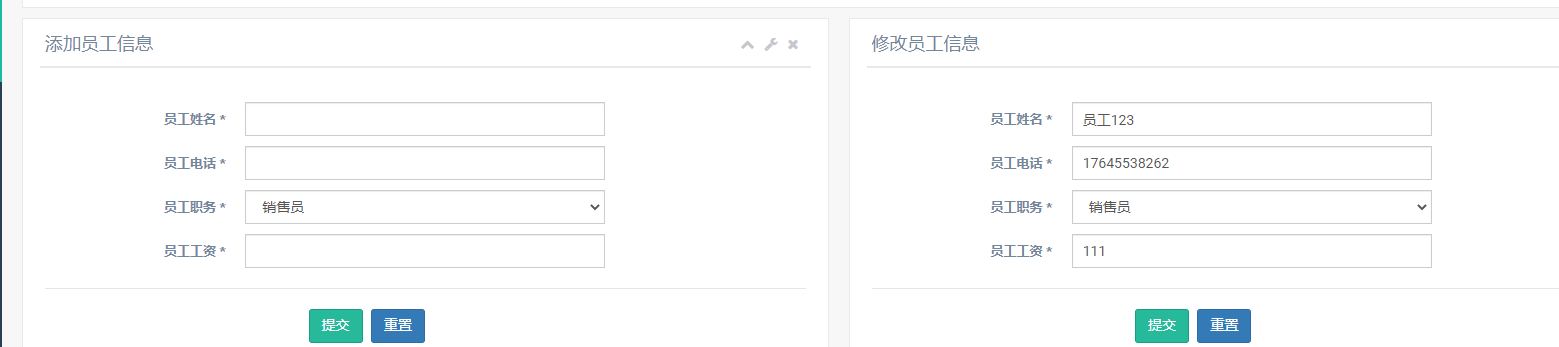 添加员工信息
员工姓名 *
员工电话 *
员工职务 * 销售员
员工工资 *
提交 重置
修改员工信息
员工姓名 * 员工123
员工电话 * 17645538262
员工职务 * 销售员
员工工资 * 111
提交 重置